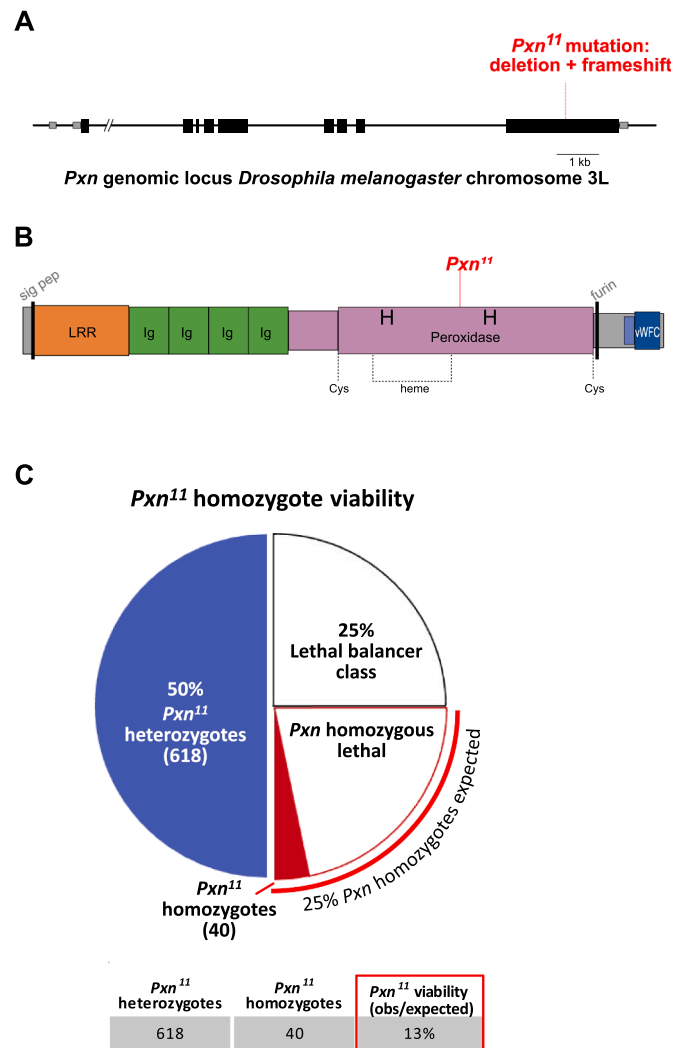 A
Pxn11 mutation:
deletion + frameshift
1 kb
Pxn genomic locus Drosophila melanogaster chromosome 3L
B
Pxn11
sig pep
furin
LRR
Ig
Ig
Ig
Ig
H
H
Peroxidase
vWFC
Cys
heme
Cys
C
Pxn11 homozygote viability
25%
Lethal balancer
class
50%
Pxn11
heterozygotes
(618)
Pxn homozygous
lethal
25% Pxn homozygotes expected
Pxn11
homozygotes
(40)
Pxn11
heterozygotes
Pxn11
homozygotes
Pxn11 viability
(obs/expected)
618
40
13%